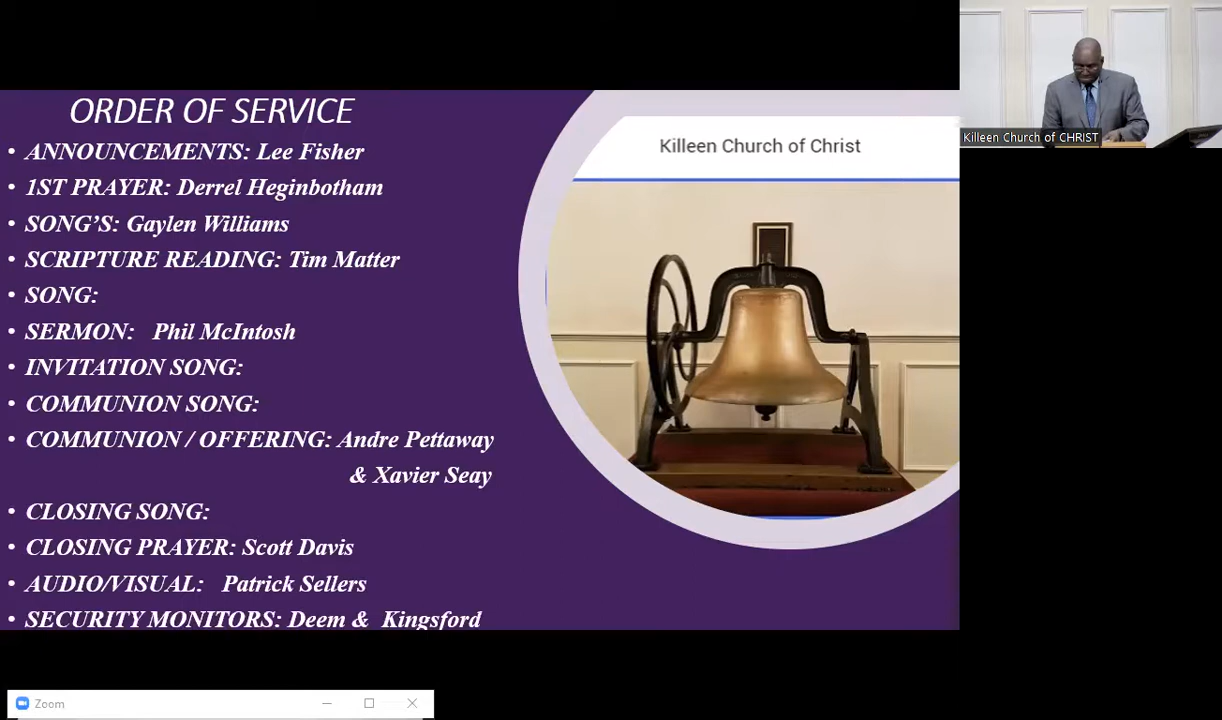 ORDER OF SERVICE
• ANNOUNCEMENTS: Lee Fisher
• 1ST PRAYER: Derrel Heginbotham
• SONG’S: Gaylen Williams
• SCRIPTURE READING: Tim Matter
• SONG:
• SERMON: Phil McIntosh
• INVITATION SONG:
• COMMUNION SONG:
• COMMUNION / OFFERING: Andre Pettaway
& Xavier Seay
• CLOSING SONG:
• CLOSING PRAYER: Scott Davis
• AUDIO/VISUAL: Patrick Sellers
• SECURITY MONITORS: Deem & Kingsford
Killeen Church of Christ
Killeen Church of CHRIST
Zoom